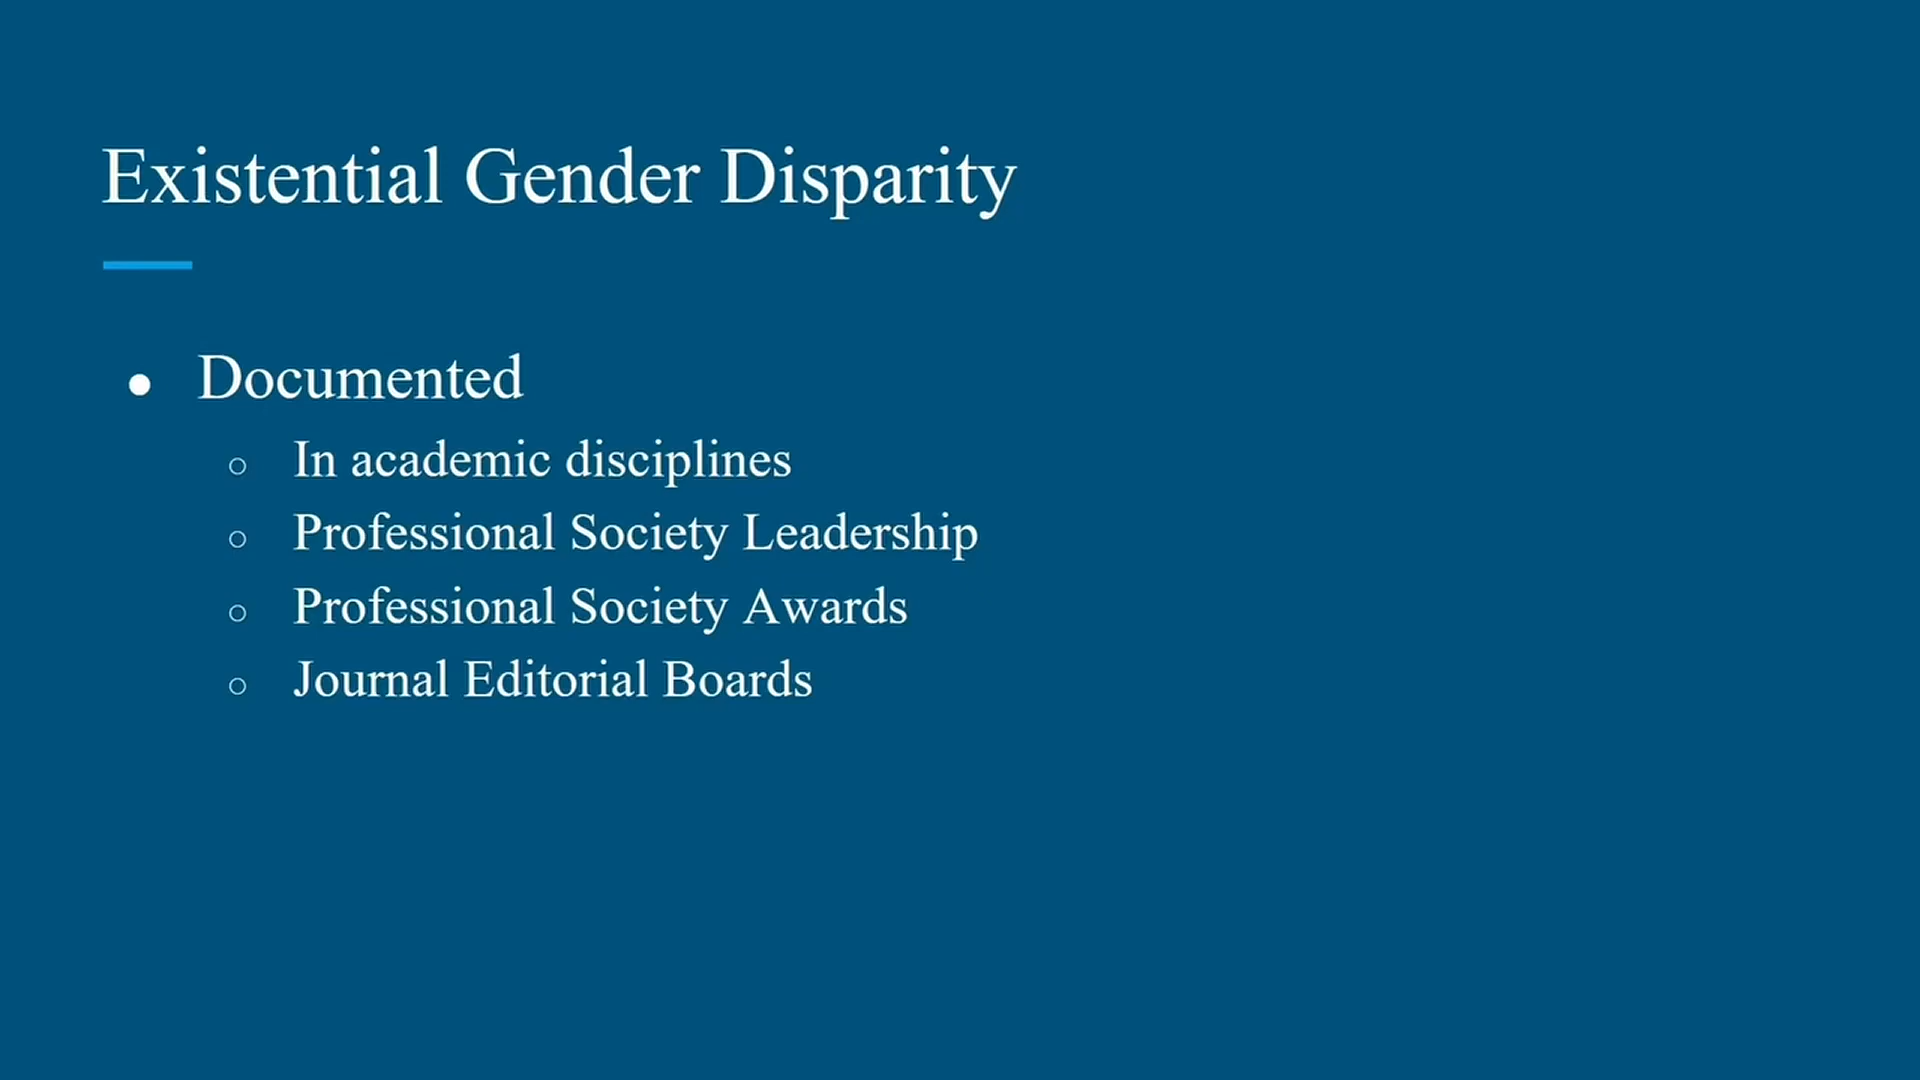 Existential Gender Disparity
● Documented
○ In academic disciplines
○ Professional Society Leadership
○ Professional Society Awards
○ Journal Editorial Boards